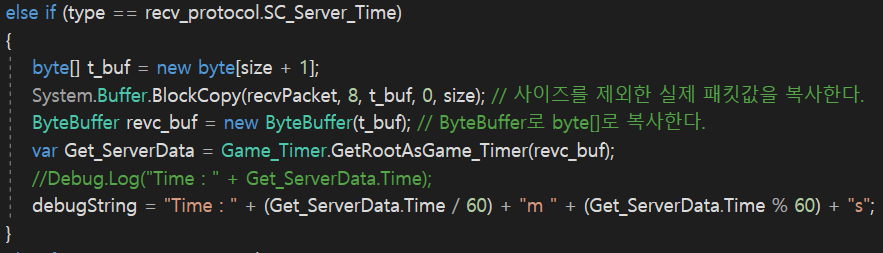 else if (type == recv_protocol.SC_Server_Time)
{
byte[] t_buf = new byte[size + 1];
System.Buffer.BlockCopy(recvPacket, 8, t_buf, 0, size); // 사이즈를 제외한 실제 패킷값을 복사한다.
ByteBuffer revc_buf = new ByteBuffer(t_buf); // ByteBuffer로 byte[]로 복사한다.
var Get_ServerData = Game_Timer.GetRootAsGame_Timer(revc_buf);
//Debug.Log("Time : " + Get_ServerData.Time);
debugString = "Time : " + (Get_ServerData.Time / 60) + "m " + (Get_ServerData.Time % 60) + "s";
}